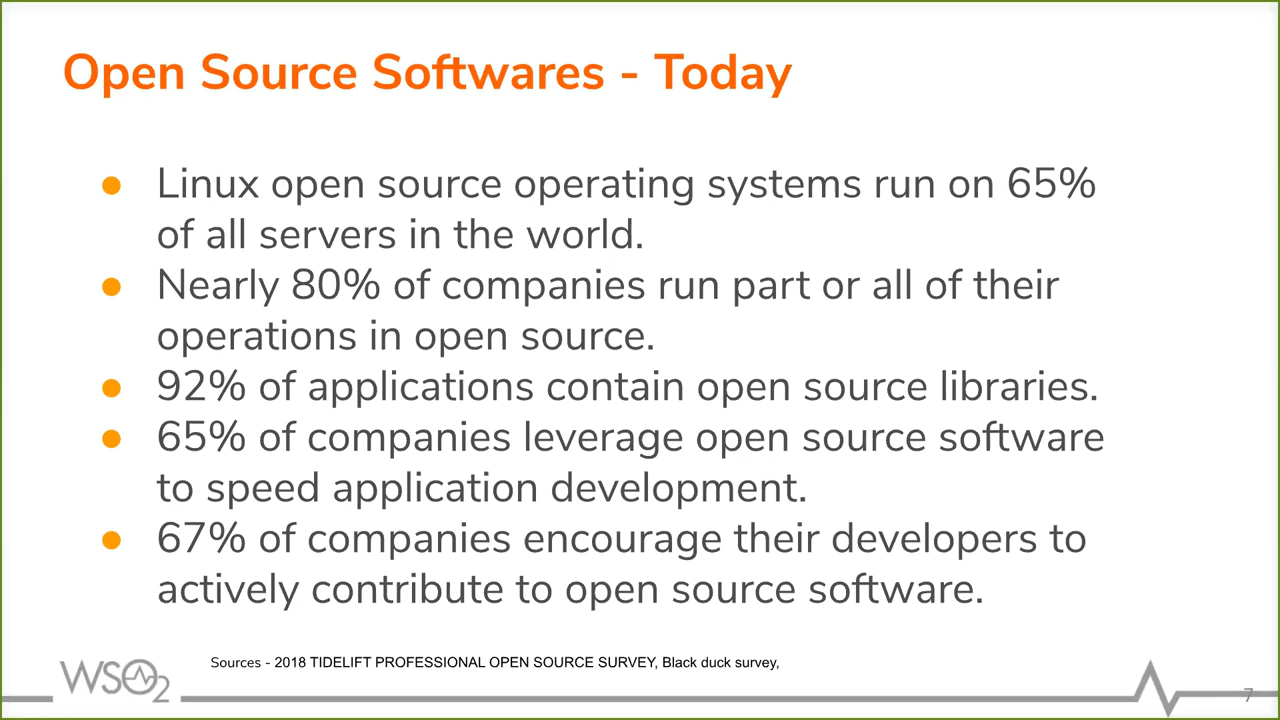 Open Source Softwares - Today
● Linux open source operating systems run on 65%
of all servers in the world.
● Nearly 80% of companies run part or all of their
operations in open source.
● 92% of applications contain open source libraries.
● 65% of companies leverage open source software
to speed application development.
● 67% of companies encourage their developers to
actively contribute to open source software.
Sources - 2018 TIDELIFT PROFESSIONAL OPEN SOURCE SURVEY, Black duck survey,
WSO2
7